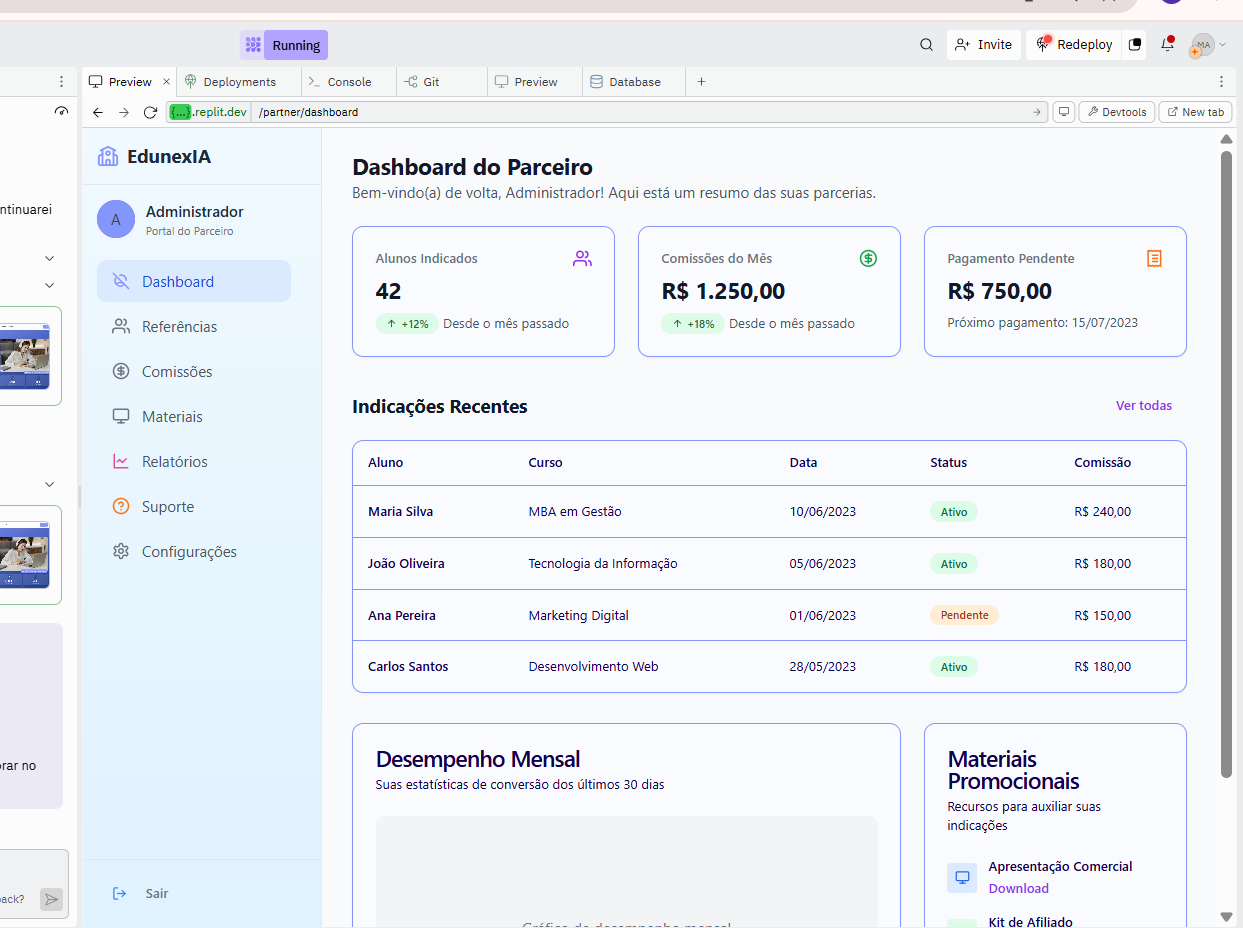 Running
Invite
Redeploy
MA
Preview
Deployments
Console
Git
Preview
Database
{...}.replit.dev
/partner/dashboard
Devtools
New tab
ntinuarei
orar no
back?
EdunexIA
A
Administrador
Portal do Parceiro
Dashboard
Referências
Comissões
Materiais
Relatórios
Suporte
Configurações
Sair
Dashboard do Parceiro
Bem-vindo(a) de volta, Administrador! Aqui está um resumo das suas parcerias.
Alunos Indicados
42
+12% Desde o mês passado
Comissões do Mês
R$ 1.250,00
+18% Desde o mês passado
Pagamento Pendente
R$ 750,00
Próximo pagamento: 15/07/2023
Indicações Recentes
Ver todas
Aluno Curso Data Status Comissão
Maria Silva MBA em Gestão 10/06/2023 Ativo R$ 240,00
João Oliveira Tecnologia da Informação 05/06/2023 Ativo R$ 180,00
Ana Pereira Marketing Digital 01/06/2023 Pendente R$ 150,00
Carlos Santos Desenvolvimento Web 28/05/2023 Ativo R$ 180,00
Desempenho Mensal
Suas estatísticas de conversão dos últimos 30 dias
Gráfico de desempenho mensal
Materiais
Promocionais
Recursos para auxiliar suas
indicações
Apresentação Comercial
Download
Kit de Afiliado